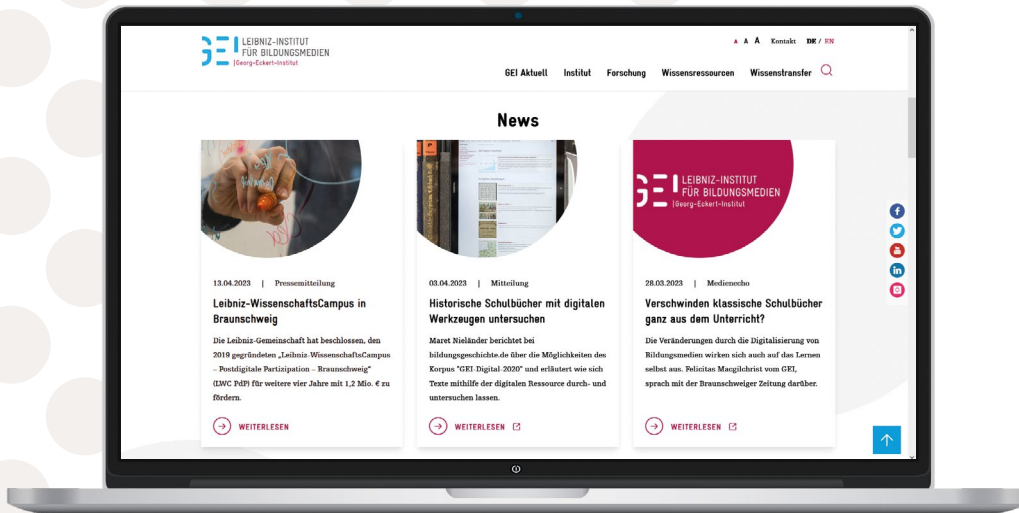 LEIBNIZ-INSTITUT
FÜR BILDUNGSMEDIEN
|Georg-Eckert-Institut
GEI
A A A Kontakt DE / EN
GEI Aktuell Institut Forschung Wissensressourcen Wissenstransfer
News
GEI
LEIBNIZ-INSTITUT
FÜR BILDUNGSMEDIEN
|Georg-Eckert-Institut
13.04.2023 | Pressemitteilung
Leibniz-WissenschaftsCampus in
Braunschweig
Die Leibniz-Gemeinschaft hat beschlossen, den
2019 gegründeten „Leibniz-WissenschaftsCampus
– Postdigitale Partizipation – Braunschweig"
(LWC PdP) für weitere vier Jahre mit 1,2 Mio. € zu
fördern.
WEITERLESEN
03.04.2023 | Mitteilung
Historische Schulbücher mit digitalen
Werkzeugen untersuchen
Maret Nieländer berichtet bei
bildungsgeschichte.de über die Möglichkeiten des
Korpus "GEI-Digital-2020" und erläutert wie sich
Texte mithilfe der digitalen Ressource durch- und
untersuchen lassen.
WEITERLESEN
28.03.2023 | Medienecho
Verschwinden klassische Schulbücher
ganz aus dem Unterricht?
Die Veränderungen durch die Digitalisierung von
Bildungsmedien wirken sich auch auf das Lernen
selbst aus. Felicitas Macgilchrist vom GEI,
sprach mit der Braunschweiger Zeitung darüber.
WEITERLESEN